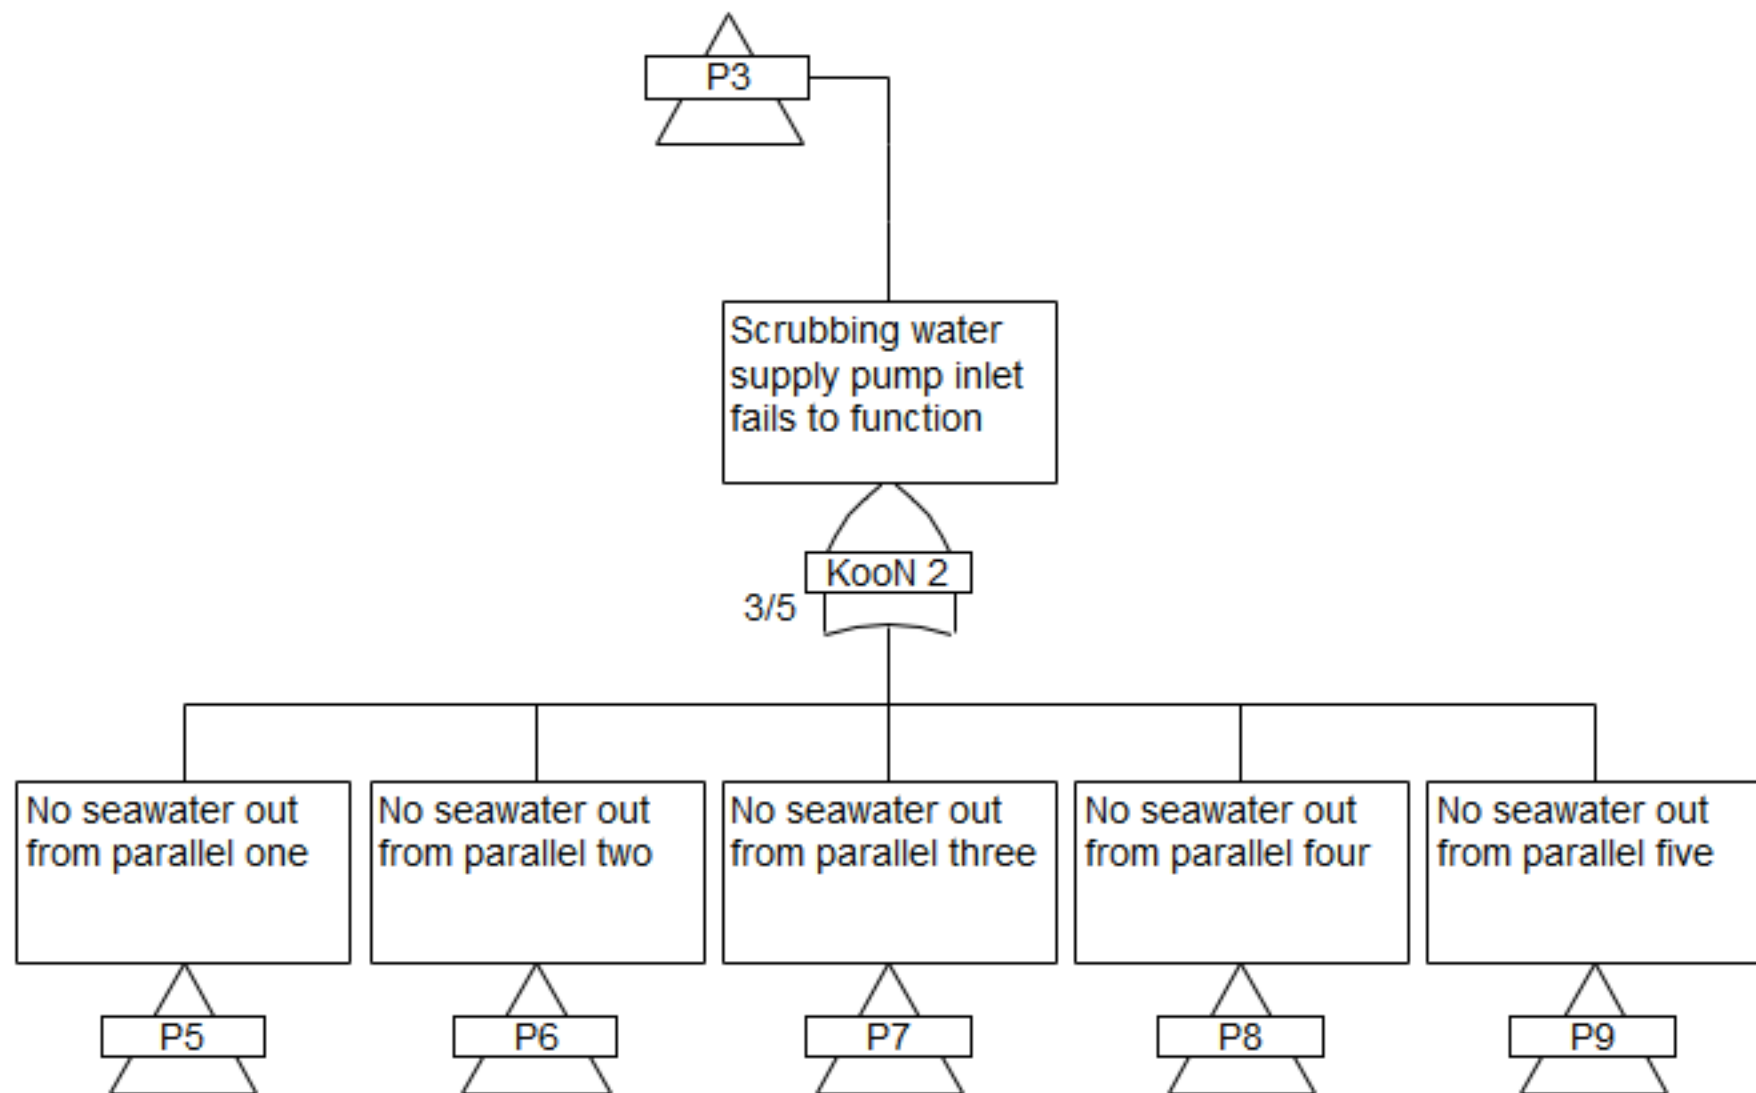 P3
Scrubbing water
supply pump inlet
fails to function
KooN 2
3/5
No seawater out
from parallel one
No seawater out
from parallel two
No seawater out
from parallel three
No seawater out
from parallel four
No seawater out
from parallel five
P5
P6
P7
P8
P9